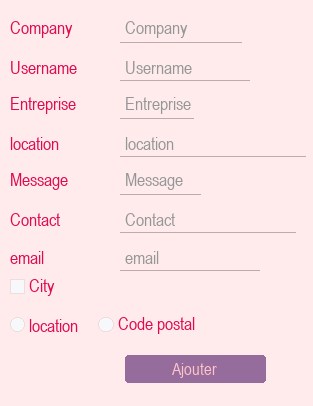 Company Company
Username Username
Entreprise Entreprise
location location
Message Message
Contact Contact
email email
City
location Code postal
Ajouter